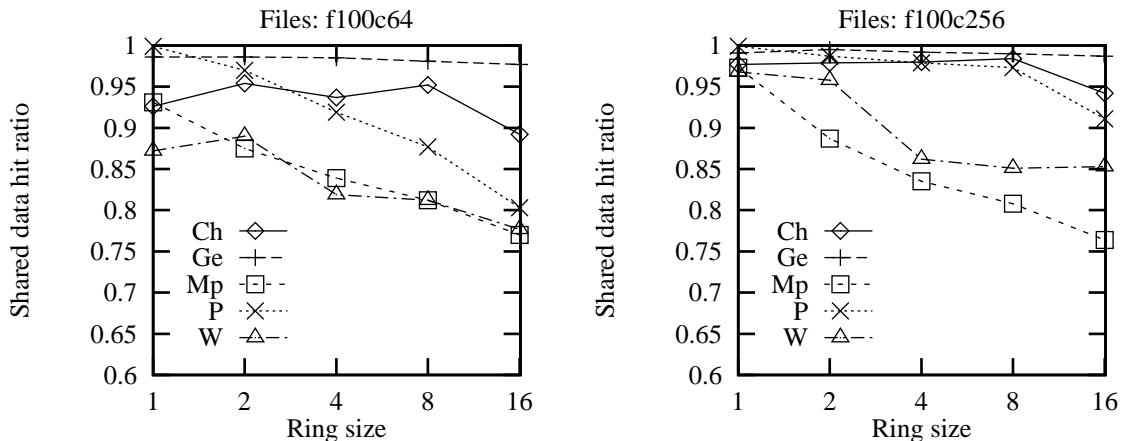 Files: f100c64
1
0.95
0.9
0.85
0.8
0.75
0.7
0.65
0.6
Shared data hit ratio
Ch
Ge
Mp
P
W
1 2 4 8 16
Ring size
Files: f100c256
1
0.95
0.9
0.85
0.8
0.75
0.7
0.65
0.6
Shared data hit ratio
Ch
Ge
Mp
P
W
1 2 4 8 16
Ring size